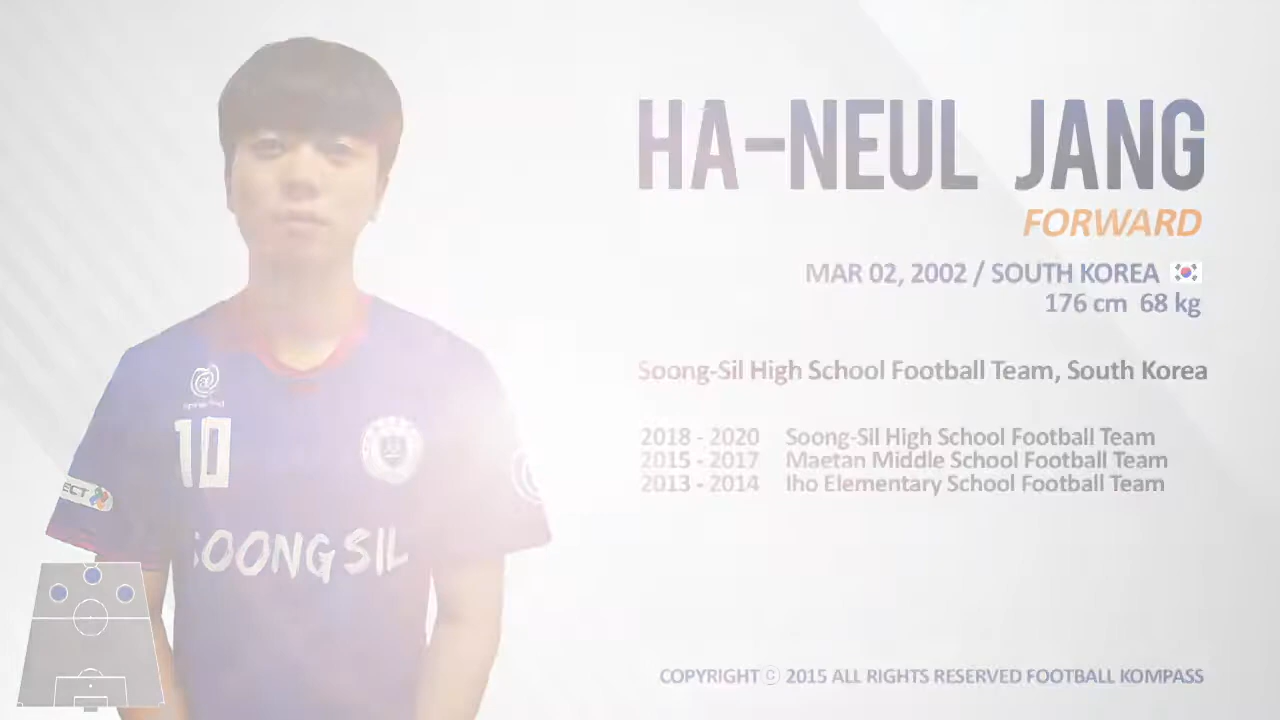 HA-NEUL JANG
FORWARD
MAR 02, 2002 / SOUTH KOREA
176 cm 68 kg
Soong-Sil High School Football Team, South Korea
2018 - 2020 Soong-Sil High School Football Team
2015 - 2017 Maetan Middle School Football Team
2013 - 2014 Iho Elementary School Football Team
10
ECT
SOONG SIL
COPYRIGHT ⓒ 2015 ALL RIGHTS RESERVED FOOTBALL KOMPASS